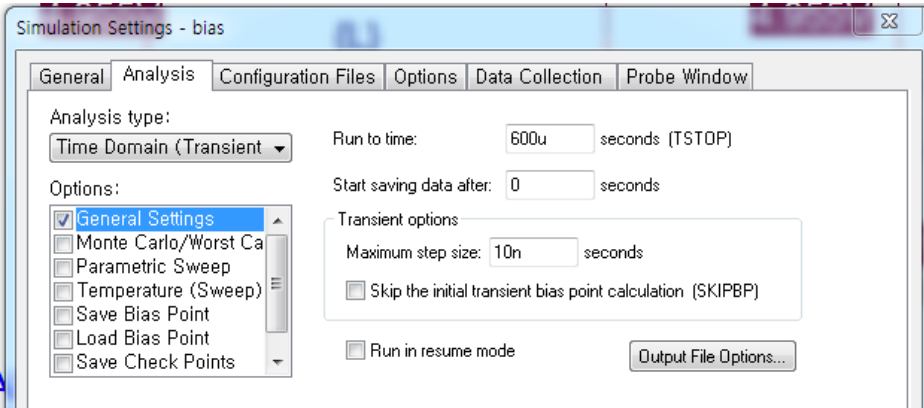 Simulation Settings - bias
(L)
General Analysis Configuration Files Options Data Collection Probe Window
Analysis type:
Time Domain (Transient
Options:
General Settings
Monte Carlo/Worst Ca
Parametric Sweep
Temperature (Sweep)
Save Bias Point
Load Bias Point
Save Check Points
Run to time: 600u seconds (TSTOP)
Start saving data after: 0 seconds
Transient options
Maximum step size: 10n seconds
Skip the initial transient bias point calculation (SKIPBP)
Run in resume mode
Output File Options...